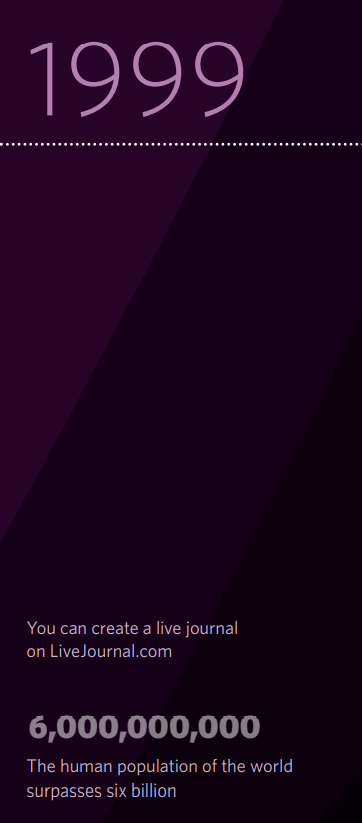 1999
You can create a live journal
on LiveJournal.com
6,000,000,000
The human population of the world
surpasses six billion